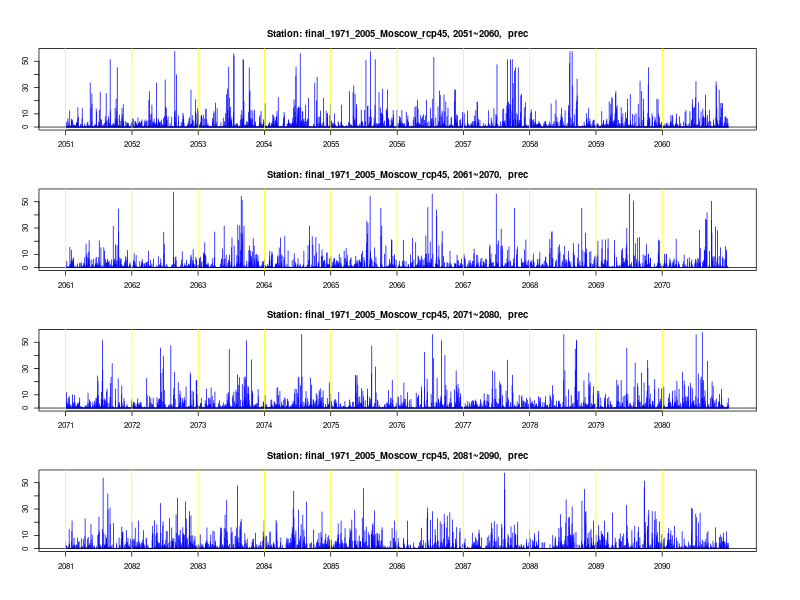 Station: final_1971_2005_Moscow_rcp45, 2051~2060, prec
50
30
10
0
2051 2052 2053 2054 2055 2056 2057 2058 2059 2060
Station: final_1971_2005_Moscow_rcp45, 2061~2070, prec
50
30
10
0
2061 2062 2063 2064 2065 2066 2067 2068 2069 2070
Station: final_1971_2005_Moscow_rcp45, 2071~2080, prec
50
30
10
0
2071 2072 2073 2074 2075 2076 2077 2078 2079 2080
Station: final_1971_2005_Moscow_rcp45, 2081~2090, prec
50
30
10
0
2081 2082 2083 2084 2085 2086 2087 2088 2089 2090